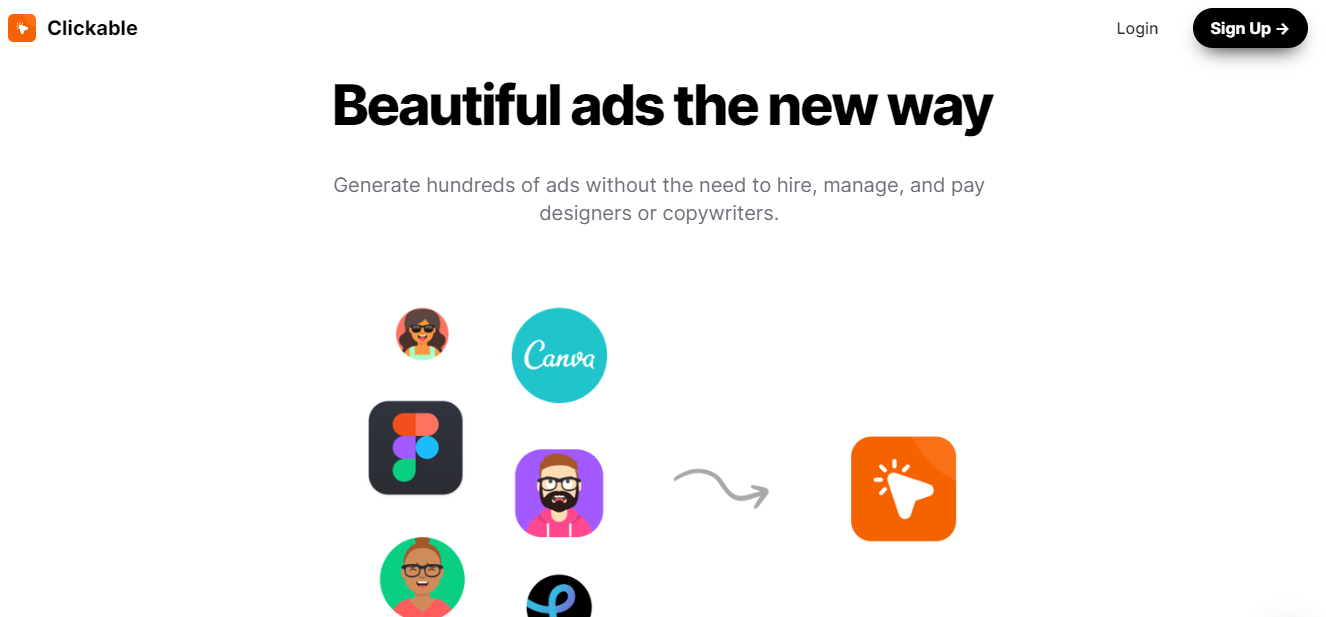 Clickable
Login
Sign Up →
Beautiful ads the new way
Generate hundreds of ads without the need to hire, manage, and pay
designers or copywriters.
Canva